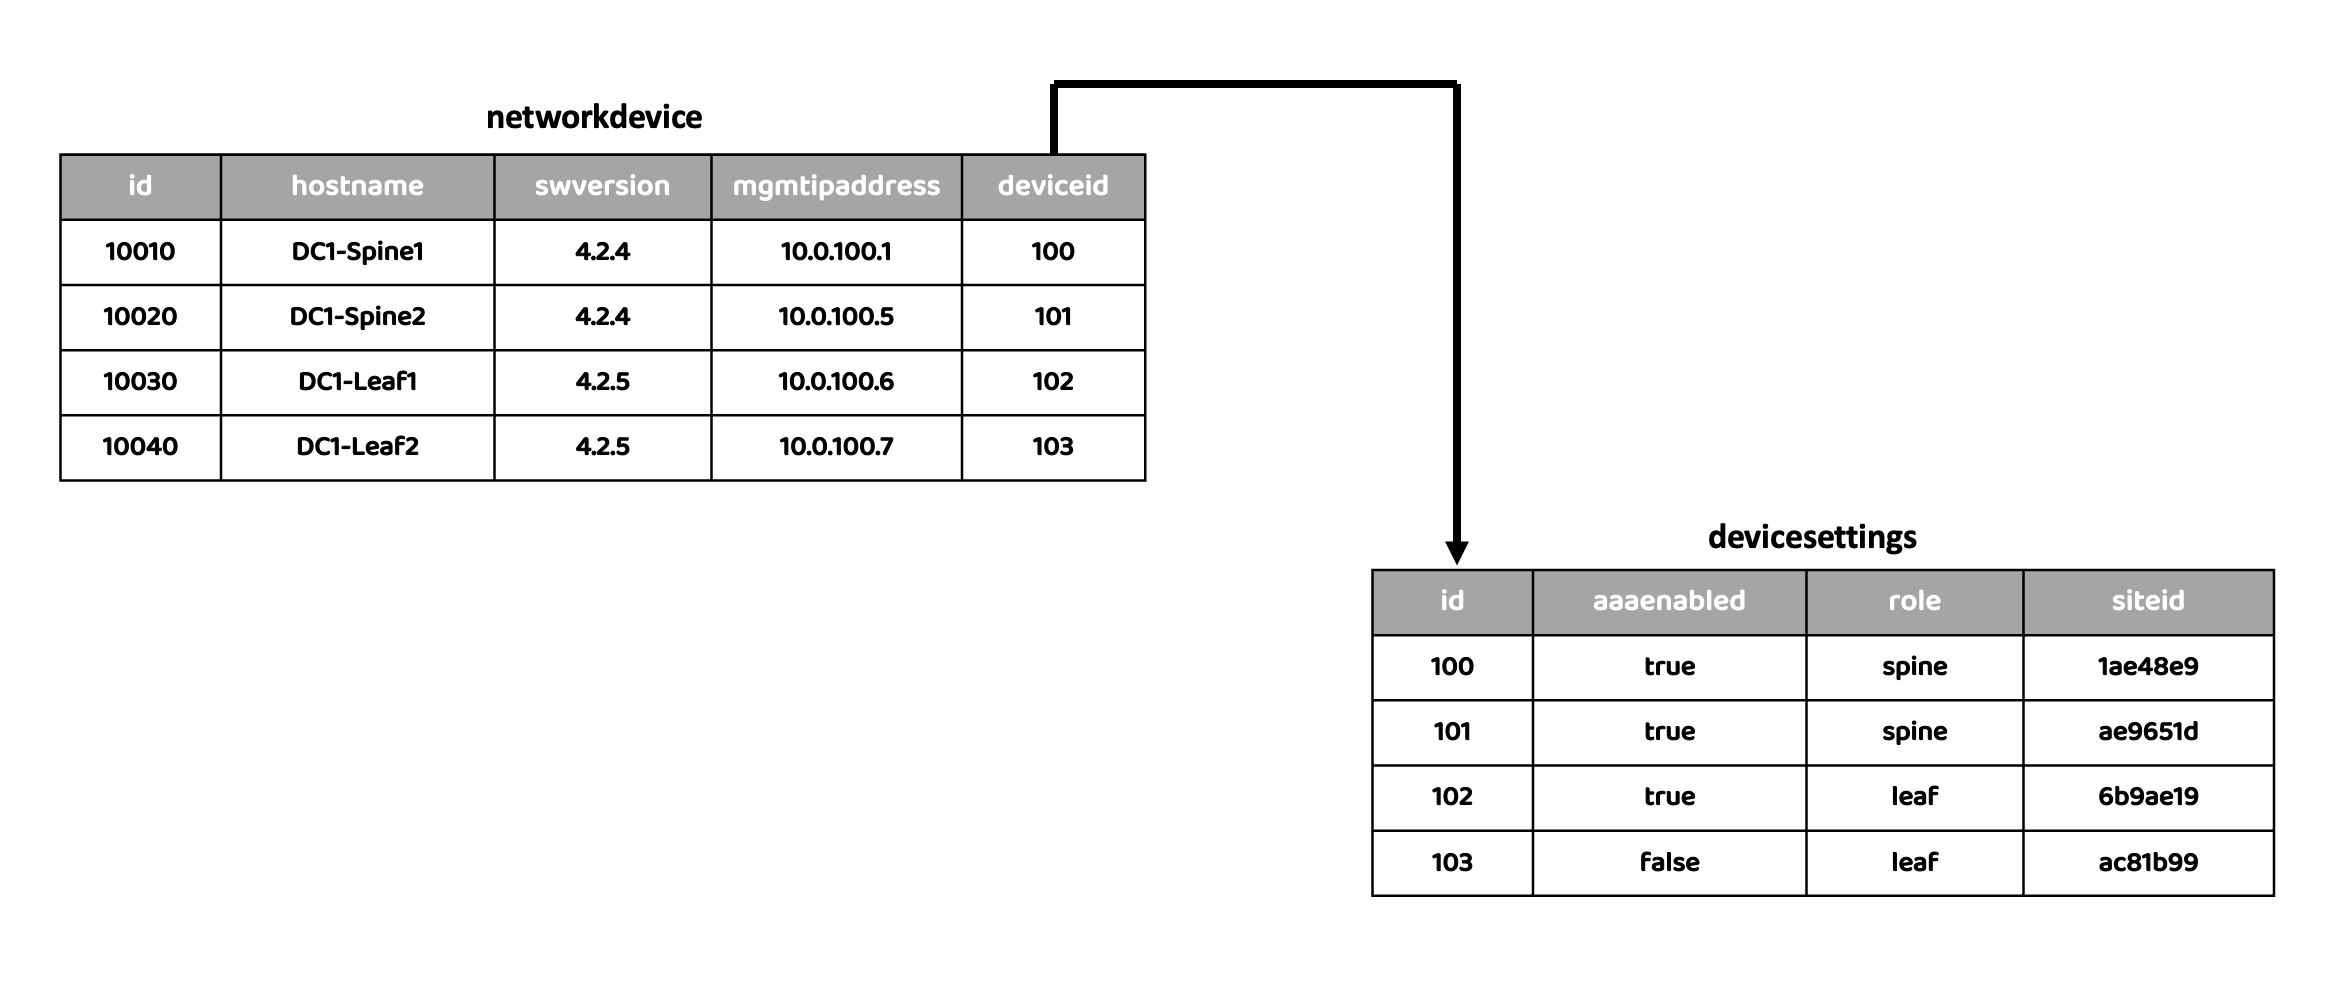 networkdevice
id hostname swversion mgmtipaddress deviceid
10010 DC1-Spine1 4.2.4 10.0.100.1 100
10020 DC1-Spine2 4.2.4 10.0.100.5 101
10030 DC1-Leaf1 4.2.5 10.0.100.6 102
10040 DC1-Leaf2 4.2.5 10.0.100.7 103
devicesettings
id aaaenabled role siteid
100 true spine 1ae48e9
101 true spine ae9651d
102 true leaf 6b9ae19
103 false leaf ac81b99